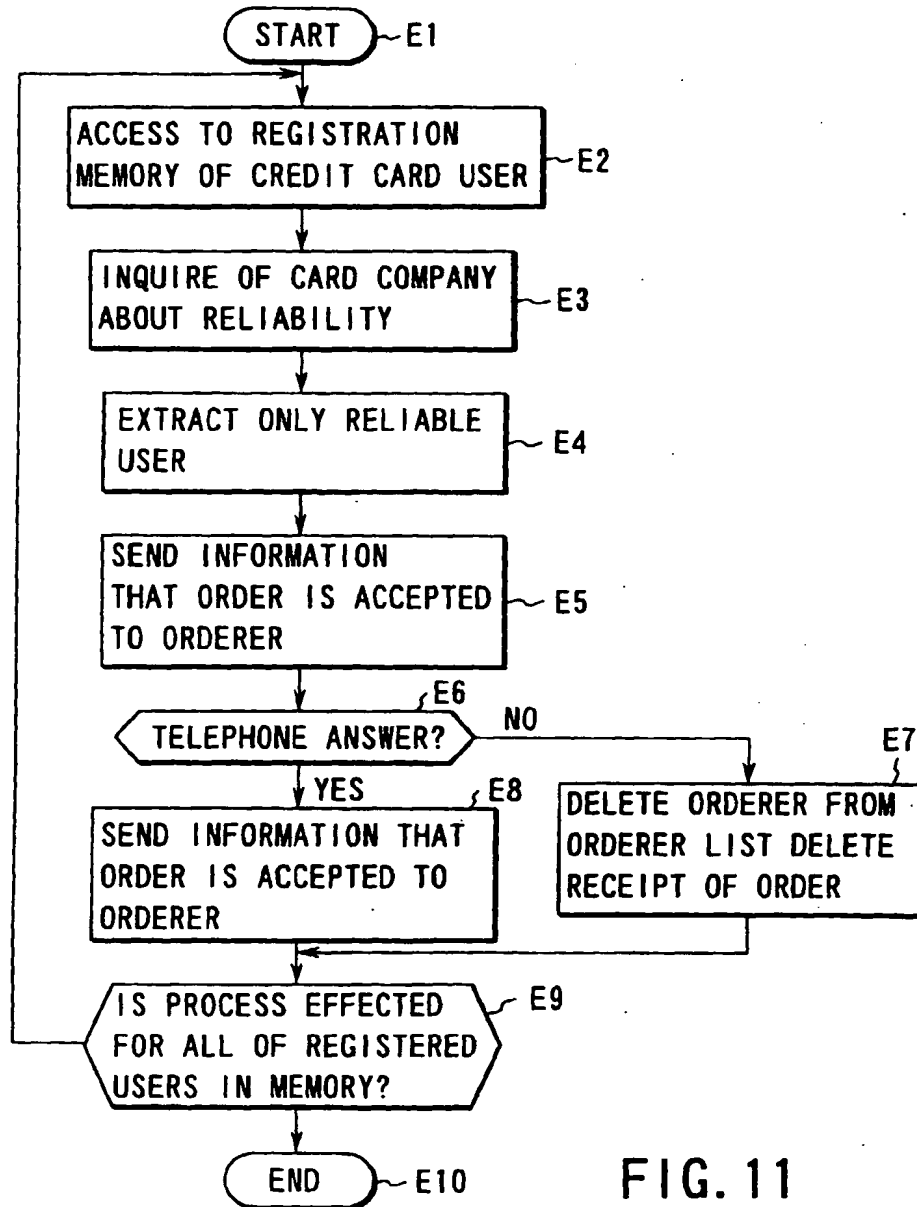 START
E1
ACCESS TO REGISTRATION
MEMORY OF CREDIT CARD USER
E2
INQUIRE OF CARD COMPANY
ABOUT RELIABILITY
E3
EXTRACT ONLY RELIABLE
USER
E4
SEND INFORMATION
THAT ORDER IS ACCEPTED
TO ORDERER
E5
E6
TELEPHONE ANSWER?
NO
YES
E7
DELETE ORDERER FROM
ORDERER LIST DELETE
RECEIPT OF ORDER
E8
SEND INFORMATION THAT
ORDER IS ACCEPTED TO
ORDERER
IS PROCESS EFFECTED
FOR ALL OF REGISTERED
USERS IN MEMORY?
E9
END
E10
FIG. 11